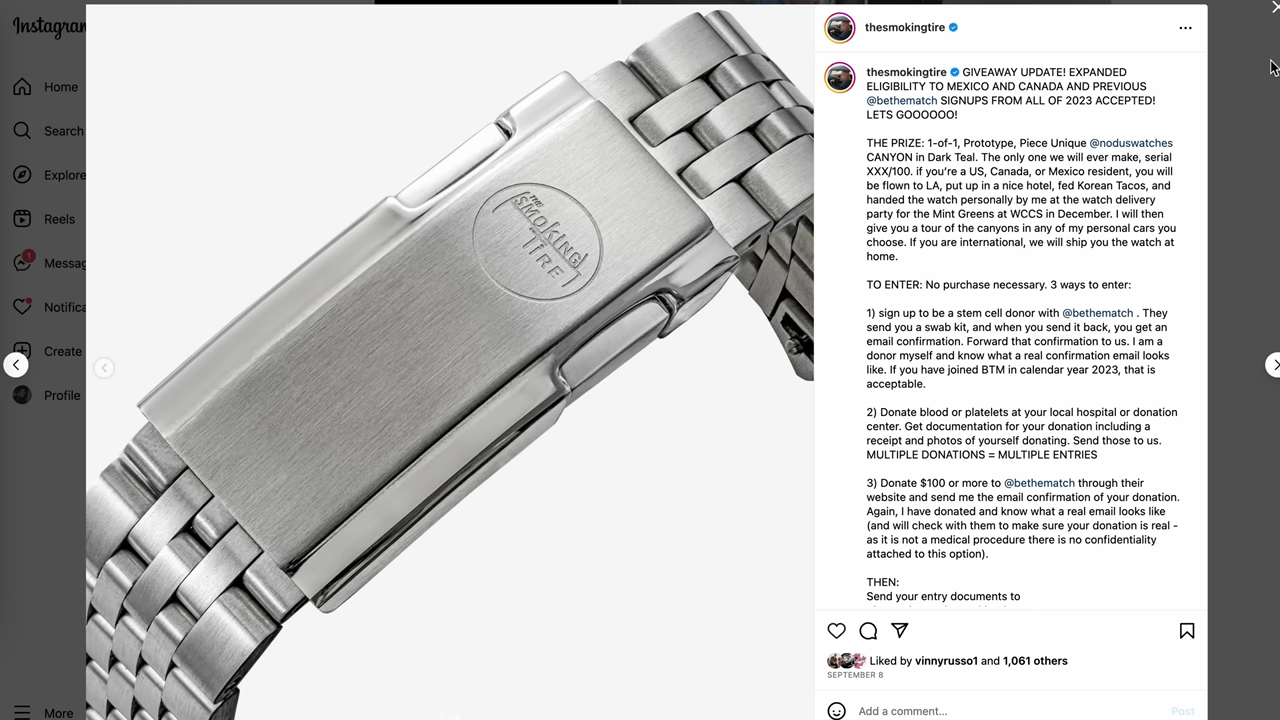 Instagram
Home
Search
Explore
Reels
1
Messag
Notifica
Create
Profile
More
THE
SMOKING
TIRE
thesmokingtire
thesmokingtire GIVEAWAY UPDATE! EXPANDED
ELIGIBILITY TO MEXICO AND CANADA AND PREVIOUS
@bethematch SIGNUPS FROM ALL OF 2023 ACCEPTED!
LETS GOOOOOO!
THE PRIZE: 1-of-1, Prototype, Piece Unique @noduswatches
CANYON in Dark Teal. The only one we will ever make, serial
XXX/100. if you're a US, Canada, or Mexico resident, you will
be flown to LA, put up in a nice hotel, fed Korean Tacos, and
handed the watch personally by me at the watch delivery
party for the Mint Greens at WCCS in December. I will then
give you a tour of the canyons in any of my personal cars you
choose. If you are international, we will ship you the watch at
home.
TO ENTER: No purchase necessary. 3 ways to enter:
1) sign up to be a stem cell donor with @bethematch . They
send you a swab kit, and when you send it back, you get an
email confirmation. Forward that confirmation to us. I am a
donor myself and know what a real confirmation email looks
like. If you have joined BTM in calendar year 2023, that is
acceptable.
2) Donate blood or platelets at your local hospital or donation
center. Get documentation for your donation including a
receipt and photos of yourself donating. Send those to us.
MULTIPLE DONATIONS = MULTIPLE ENTRIES
3) Donate $100 or more to @bethematch through their
website and send me the email confirmation of your donation.
Again, I have donated and know what a real email looks like
(and will check with them to make sure your donation is real -
as it is not a medical procedure there is no confidentiality
attached to this option).
THEN:
Send your entry documents to
Liked by vinnyrusso1 and 1,061 others
SEPTEMBER 8
Add a comment...
Post